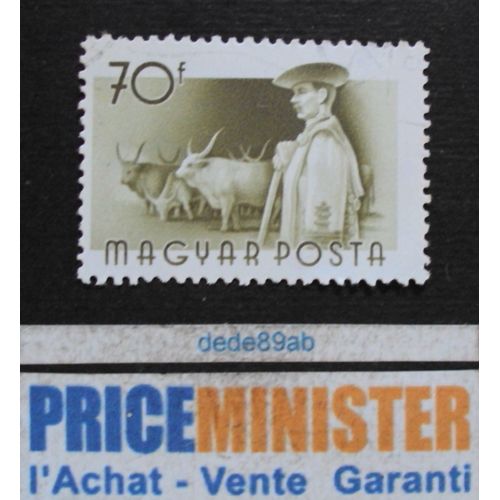 70f
MAGYAR POSTA
dede89ab
PRICEMINISTER
l'Achat - Vente Garanti